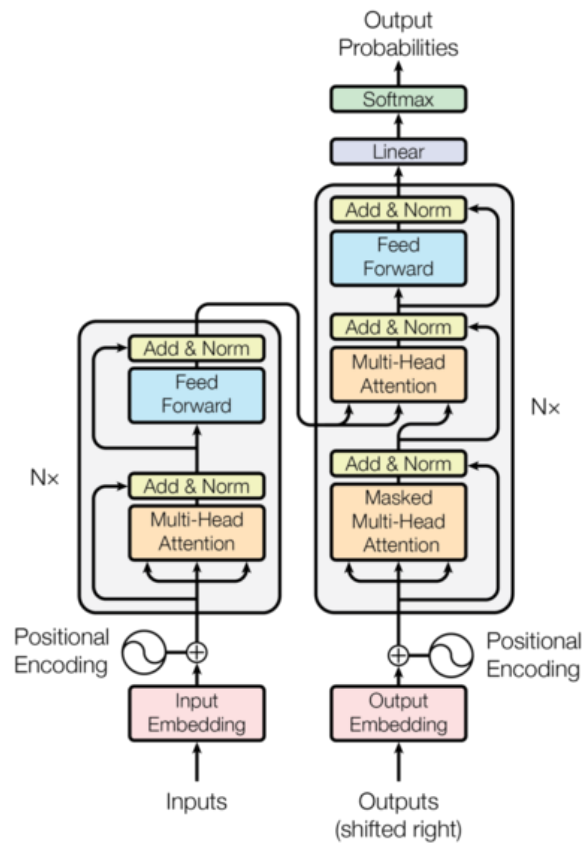 Output
Probabilities
Softmax
Linear
Add & Norm
Feed
Forward
Add & Norm
Multi-Head
Attention
Nx
Add & Norm
Masked
Multi-Head
Attention
Add & Norm
Feed
Forward
Nx
Add & Norm
Multi-Head
Attention
Positional
Encoding
Positional
Encoding
Input
Embedding
Output
Embedding
Inputs
Outputs
(shifted right)